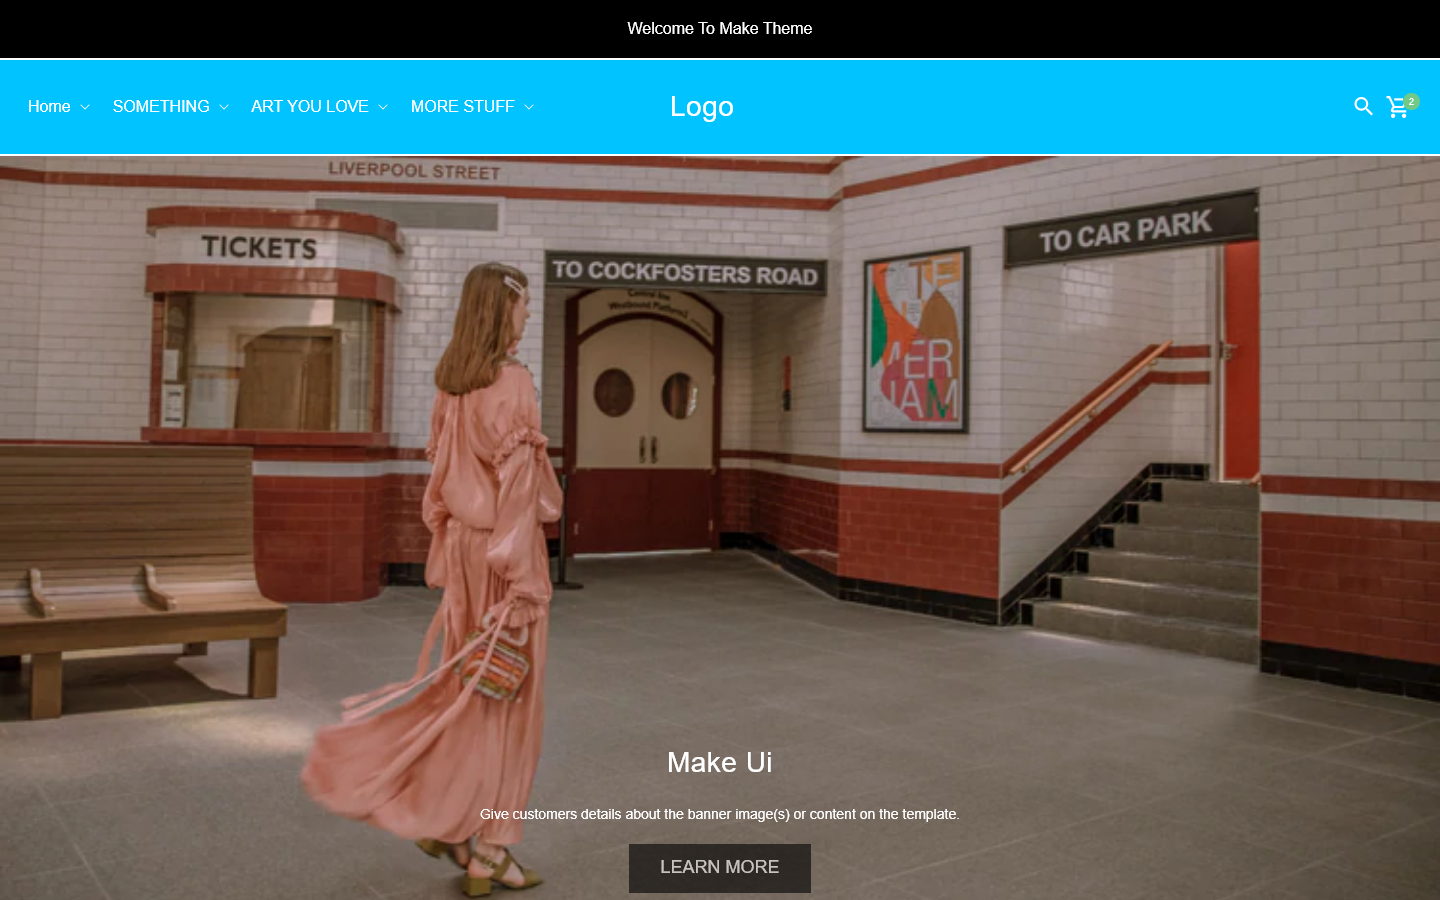 Welcome To Make Theme
Home
SOMETHING
ART YOU LOVE
MORE STUFF
Logo
2
LIVERPOOL STREET
TICKETS
TO COCKFOSTERS ROAD
TO CAR PARK
Make Ui
Give customers details about the banner image(s) or content on the template.
LEARN MORE